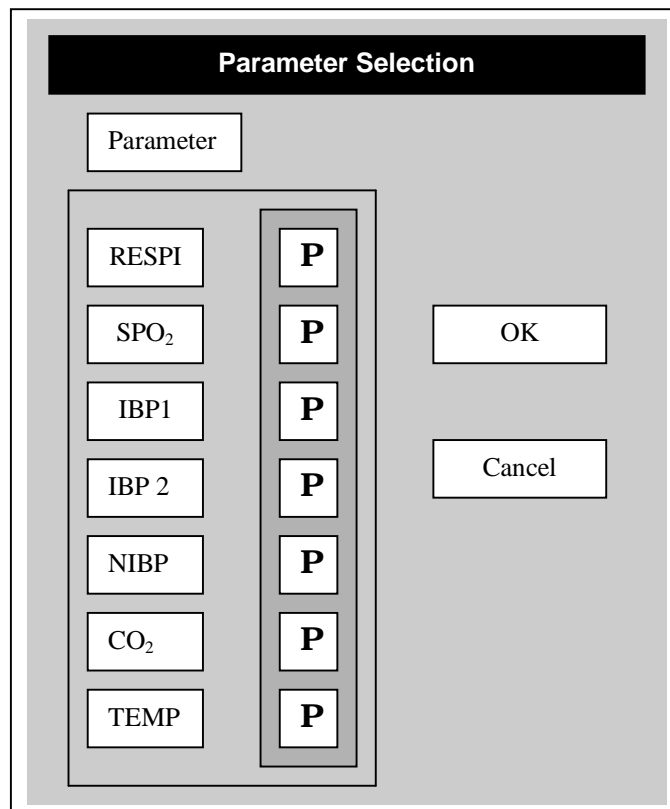 Parameter Selection
Parameter
RESPI P
SPO₂ P
OK
IBP1 P
IBP 2 P
Cancel
NIBP P
CO₂ P
TEMP P